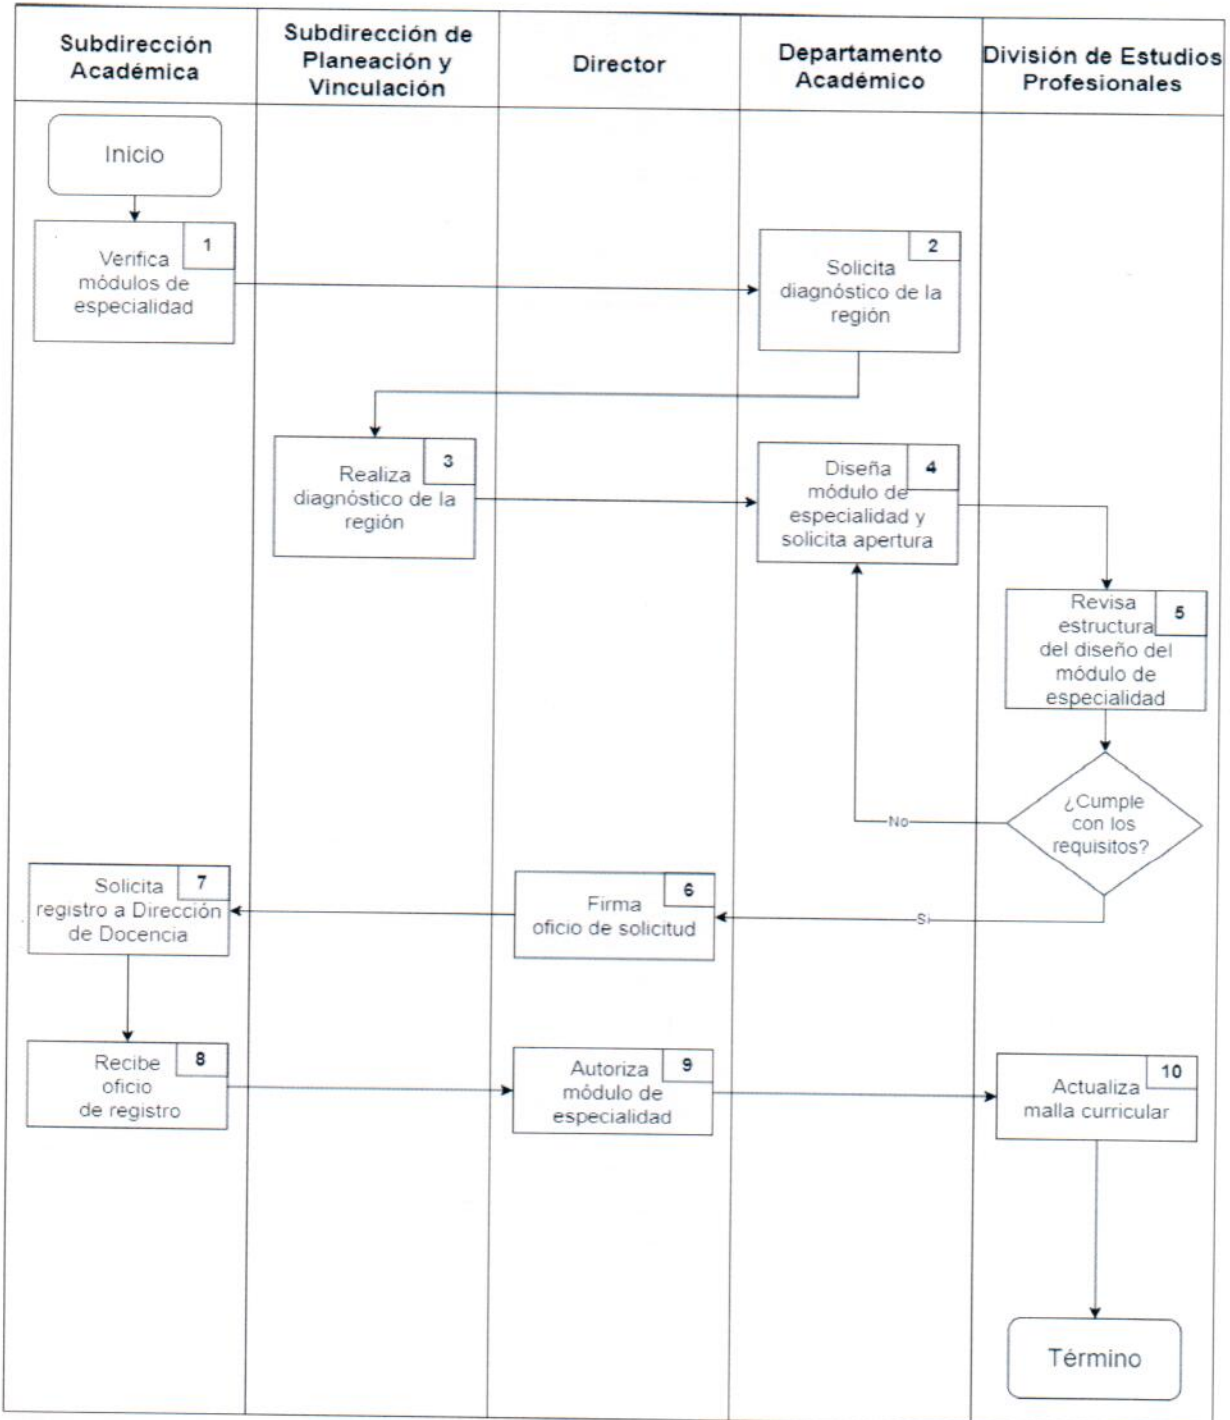 Subdirección
Académica
Subdirección de
Planeación y
Vinculación
Director
Departamento
Académico
División de Estudios
Profesionales
Inicio
1
Verifica
módulos de
especialidad
2
Solicita
diagnóstico de la
región
3
Realiza
diagnóstico de la
región
4
Diseña
módulo de
especialidad y
solicita apertura
5
Revisa
estructura
del diseño del
módulo de
especialidad
¿Cumple
con los
requisitos?
No
Si
6
Firma
oficio de solicitud
7
Solicita
registro a Dirección
de Docencia
8
Recibe
oficio
de registro
9
Autoriza
módulo de
especialidad
10
Actualiza
malla curricular
Término